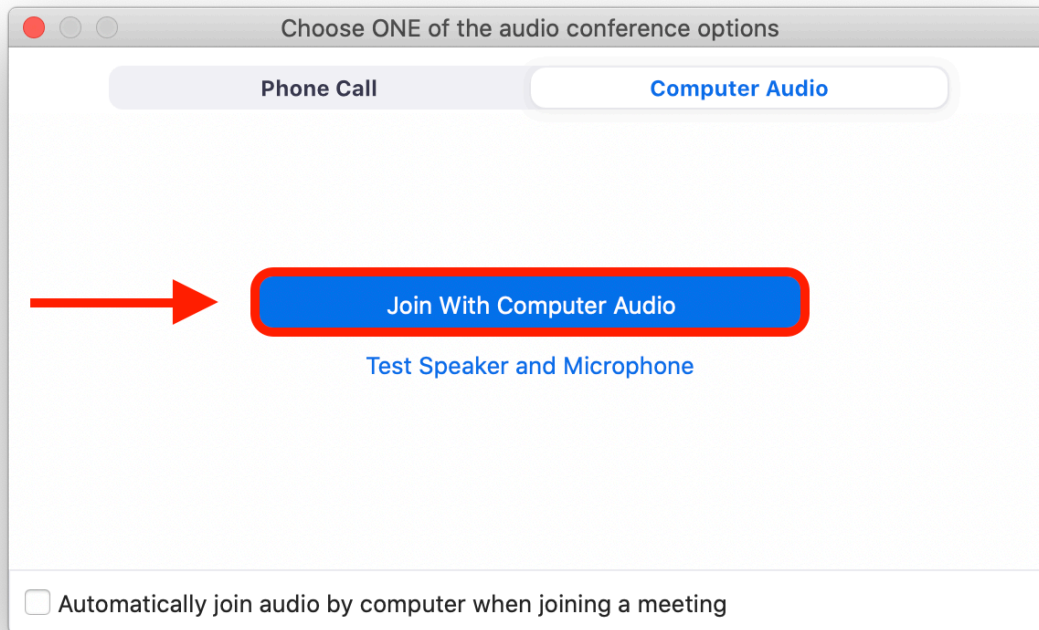 Choose ONE of the audio conference options
Phone Call
Computer Audio
Join With Computer Audio
Test Speaker and Microphone
Automatically join audio by computer when joining a meeting